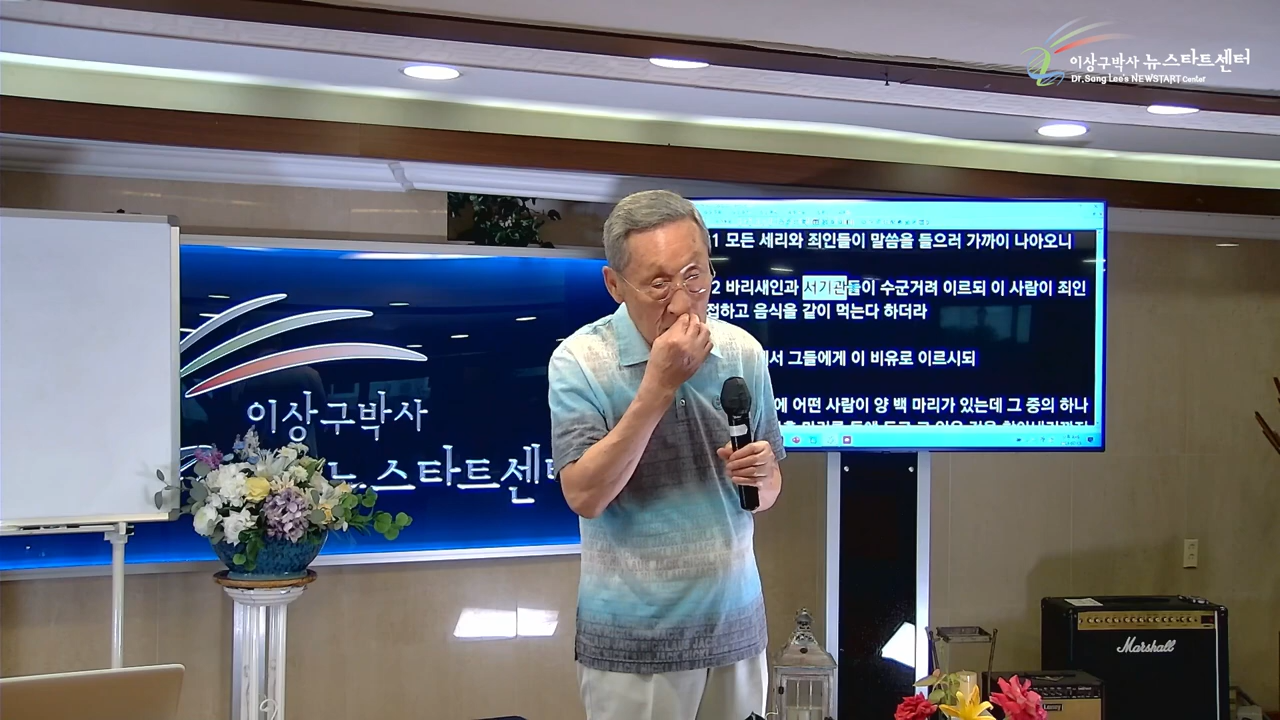 이상구박사 뉴스타트센터
Dr. Sang Lee's NEWSTART Center
1 모든 세리와 죄인들이 말씀을 들으러 가까이 나아오니
2 바리새인과 서기관들이 수군거려 이르되 이 사람이 죄인
접하고 음식을 같이 먹는다 하더라
서 그들에게 이 비유로 이르시되
에 어떤 사람이 양 백 마리가 있는데 그 중의 하나
이상구박사
뉴스타트센터
JACK NICKLAUS
Marshall